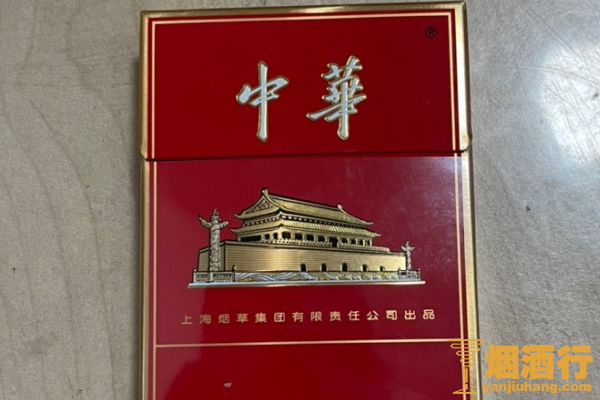 ®
中華
上海烟草集团有限责任公司出品
烟酒行
yanjiuhang.com